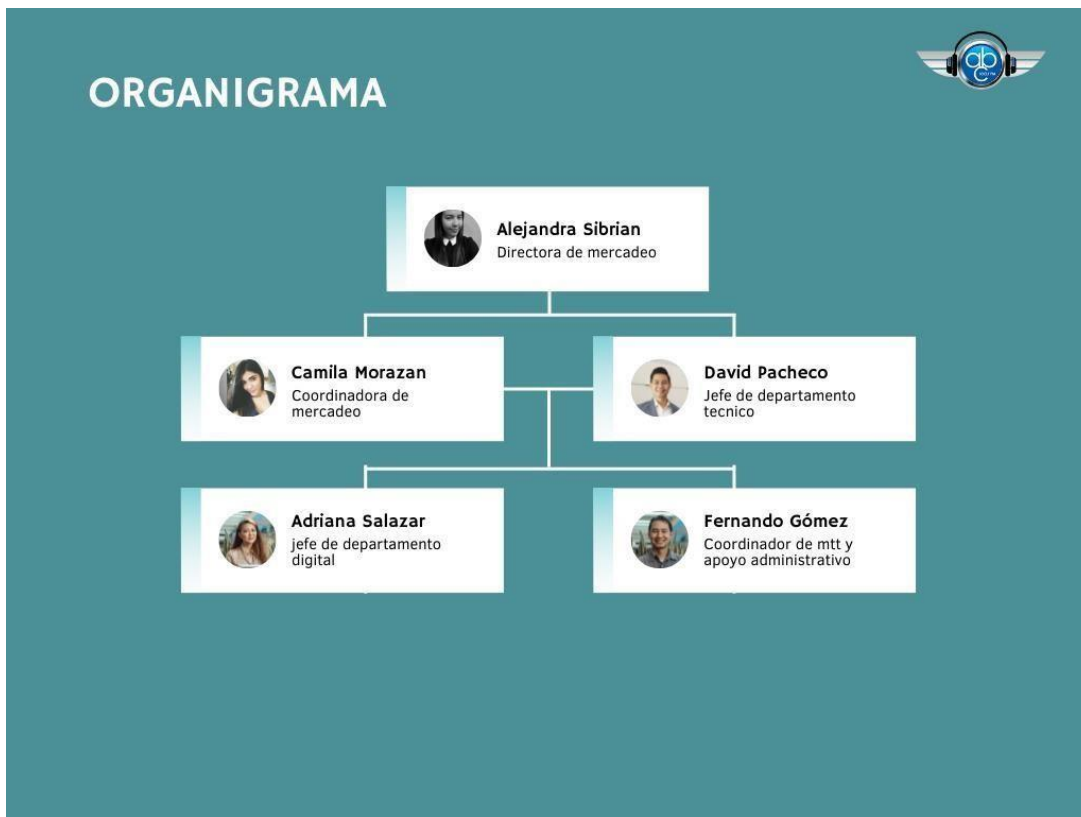 ORGANIGRAMA
abc
Alejandra Sibrian
Directora de mercadeo
Camila Morazan
Coordinadora de
mercadeo
David Pacheco
Jefe de departamento
tecnico
Adriana Salazar
jefe de departamento
digital
Fernando Gómez
Coordinador de mtt y
apoyo administrativo